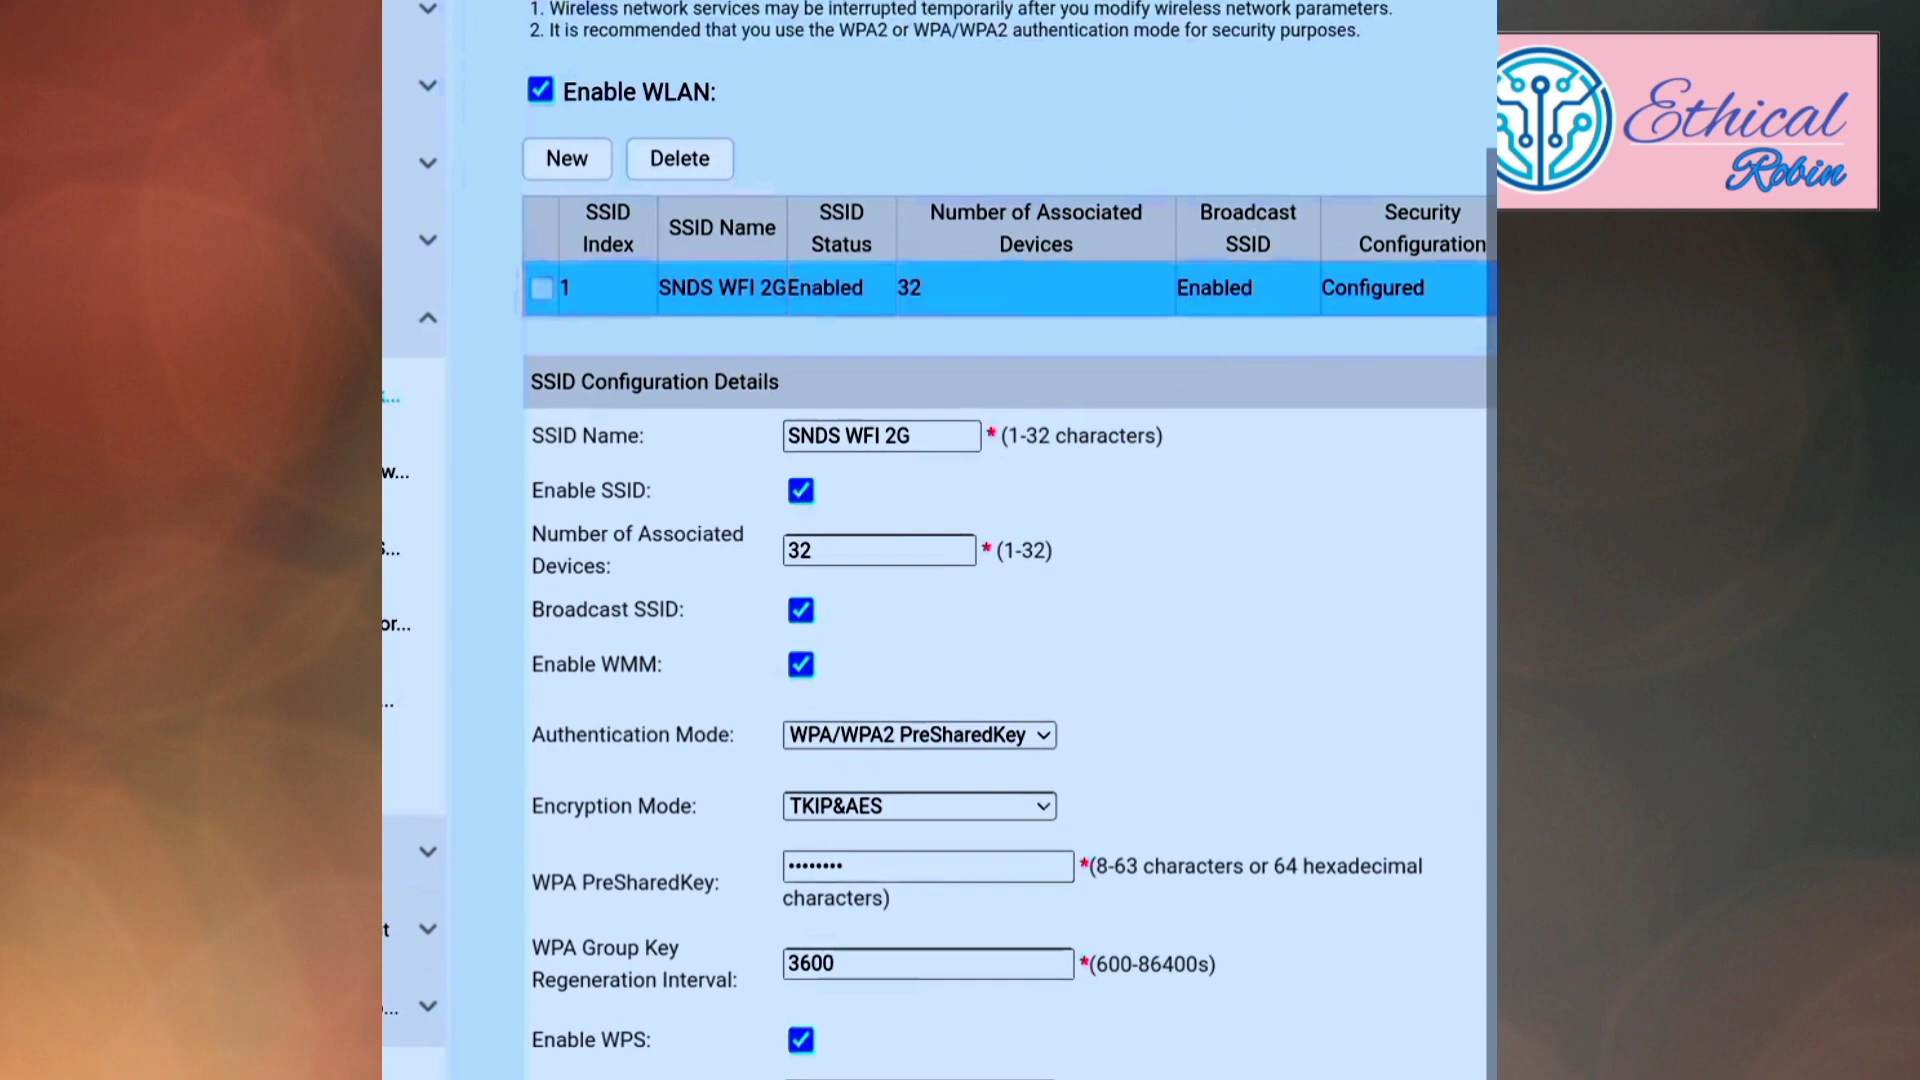 1. Wireless network services may be interrupted temporarily after you modify wireless network parameters.
2. It is recommended that you use the WPA2 or WPA/WPA2 authentication mode for security purposes.
Enable WLAN:
New Delete
SSID Index SSID Name SSID Status Number of Associated Devices Broadcast SSID Security Configuration
1 SNDS WFI 2G Enabled 32 Enabled Configured
SSID Configuration Details
SSID Name: SNDS WFI 2G * (1-32 characters)
Enable SSID:
Number of Associated Devices: 32 * (1-32)
Broadcast SSID:
Enable WMM:
Authentication Mode: WPA/WPA2 PreSharedKey
Encryption Mode: TKIP&AES
WPA PreSharedKey: •••••••• *(8-63 characters or 64 hexadecimal
characters)
WPA Group Key
Regeneration Interval: 3600 *(600-86400s)
Enable WPS:
Ethical
Robin